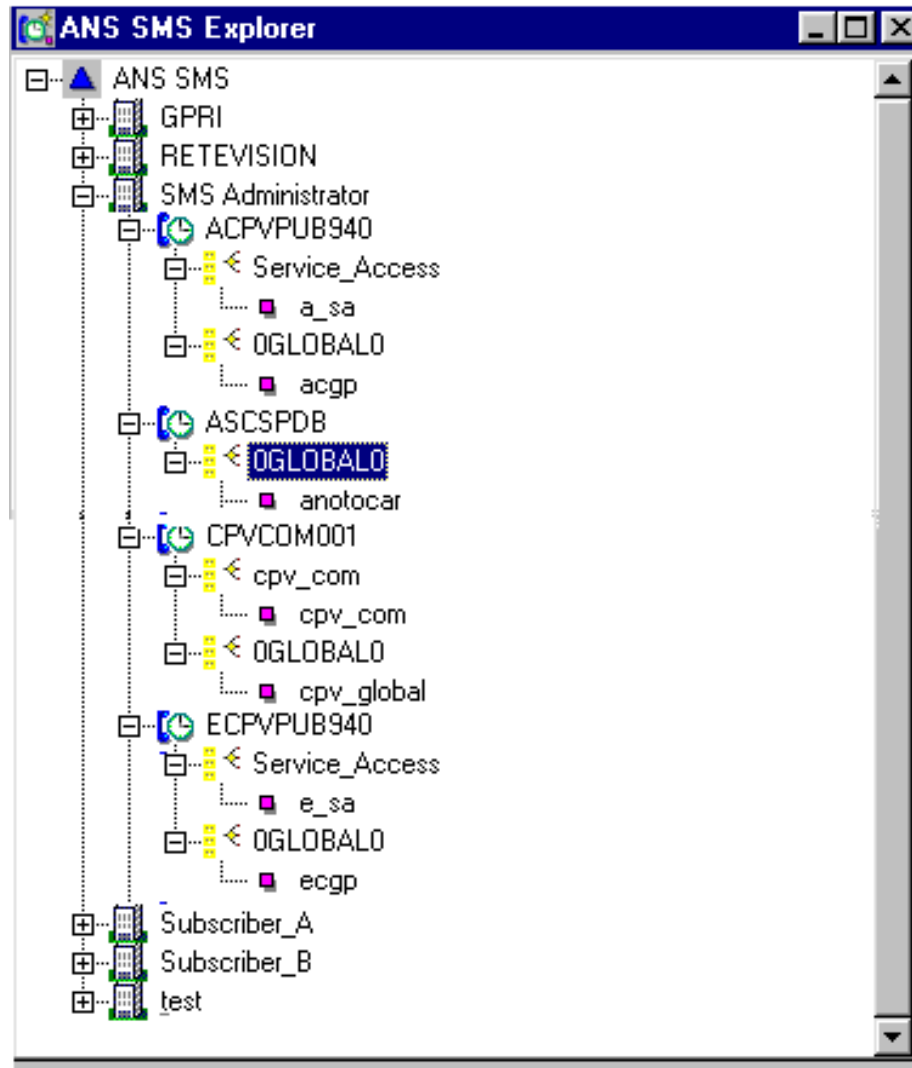 ANS SMS Explorer
ANS SMS
GPRI
RETEVISION
SMS Administrator
ACPVPUB940
Service_Access
a_sa
0GLOBAL0
acgp
ASCSPDB
0GLOBAL0
anotocar
CPVCOM001
cpv_com
cpv_com
0GLOBAL0
cpv_global
ECPVPUB940
Service_Access
e_sa
0GLOBAL0
ecgp
Subscriber_A
Subscriber_B
test